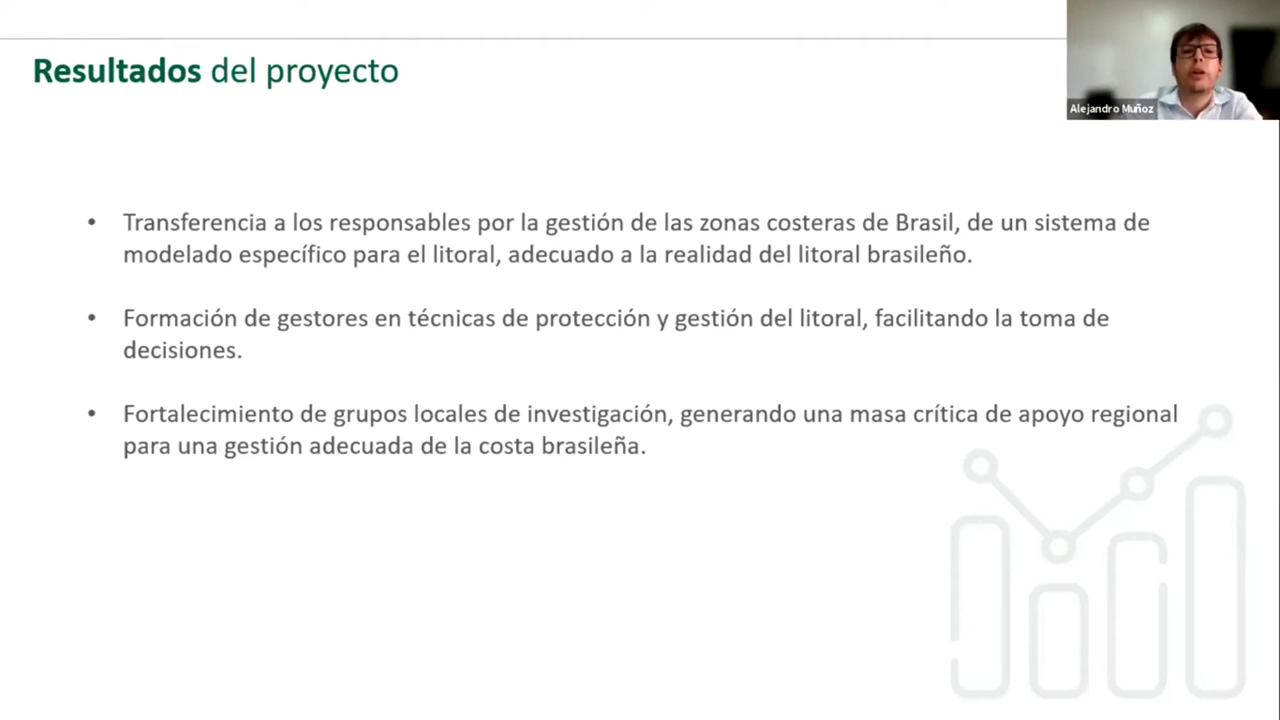 Resultados del proyecto
Alejandro Muñoz
• Transferencia a los responsables por la gestión de las zonas costeras de Brasil, de un sistema de
modelado específico para el litoral, adecuado a la realidad del litoral brasileño.
• Formación de gestores en técnicas de protección y gestión del litoral, facilitando la toma de
decisiones.
• Fortalecimiento de grupos locales de investigación, generando una masa crítica de apoyo regional
para una gestión adecuada de la costa brasileña.